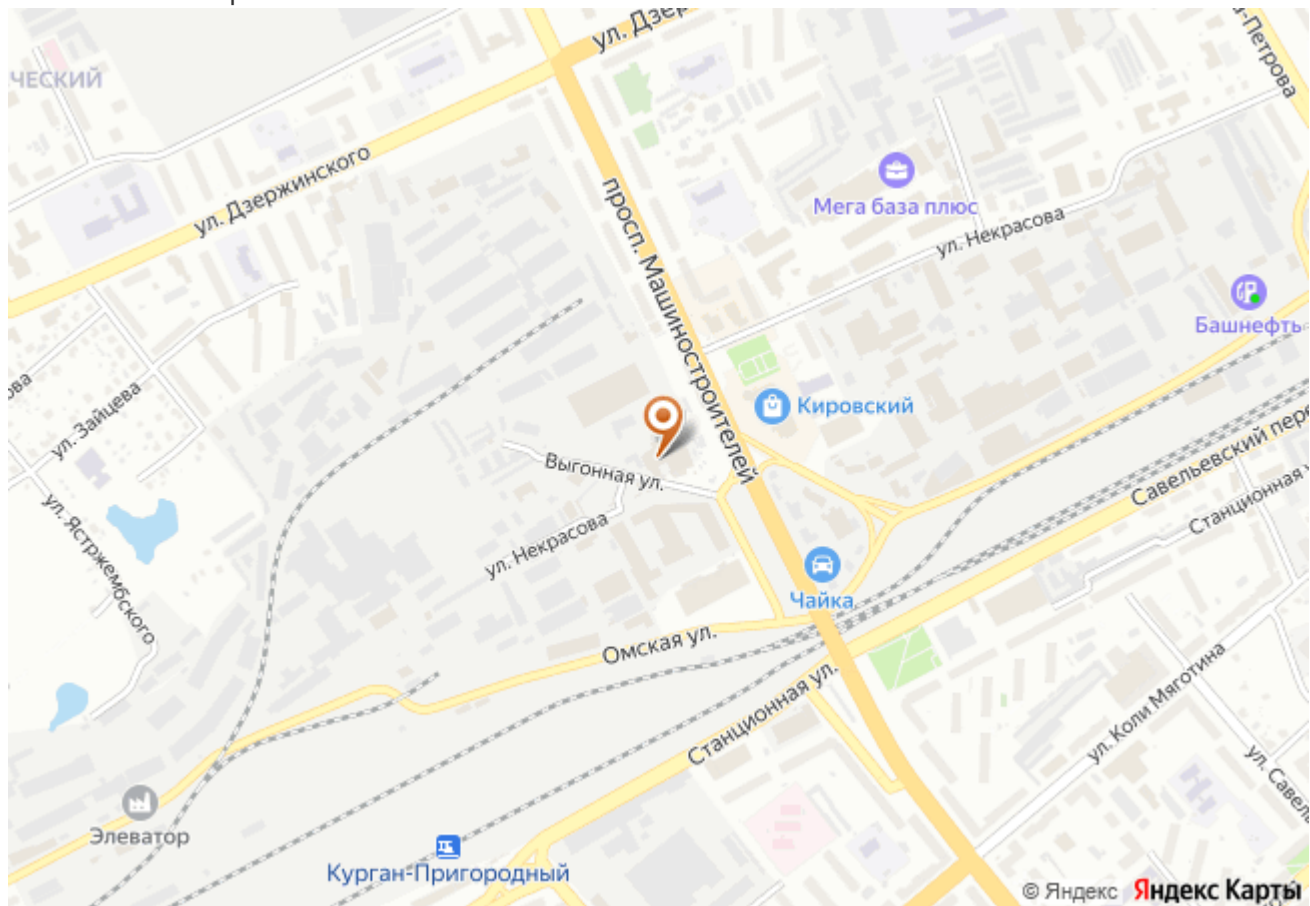 ул. Дзер
-Петрова
ЧЕСКИЙ
ул. Дзержинского
Мега база плюс
ул. Некрасова
просп. Машиностроителей
Башнефть
ова
ул. Зайцева
Кировский
Савельевский пер
Выгонная ул.
Станционная у
ул. Некрасова
ул. Ястржембского
Чайка
Омская ул.
Станционная ул.
ул. Коли Мяготина
ул. Савель
Элеватор
Курган-Пригородный
© Яндекс Яндекс Карты